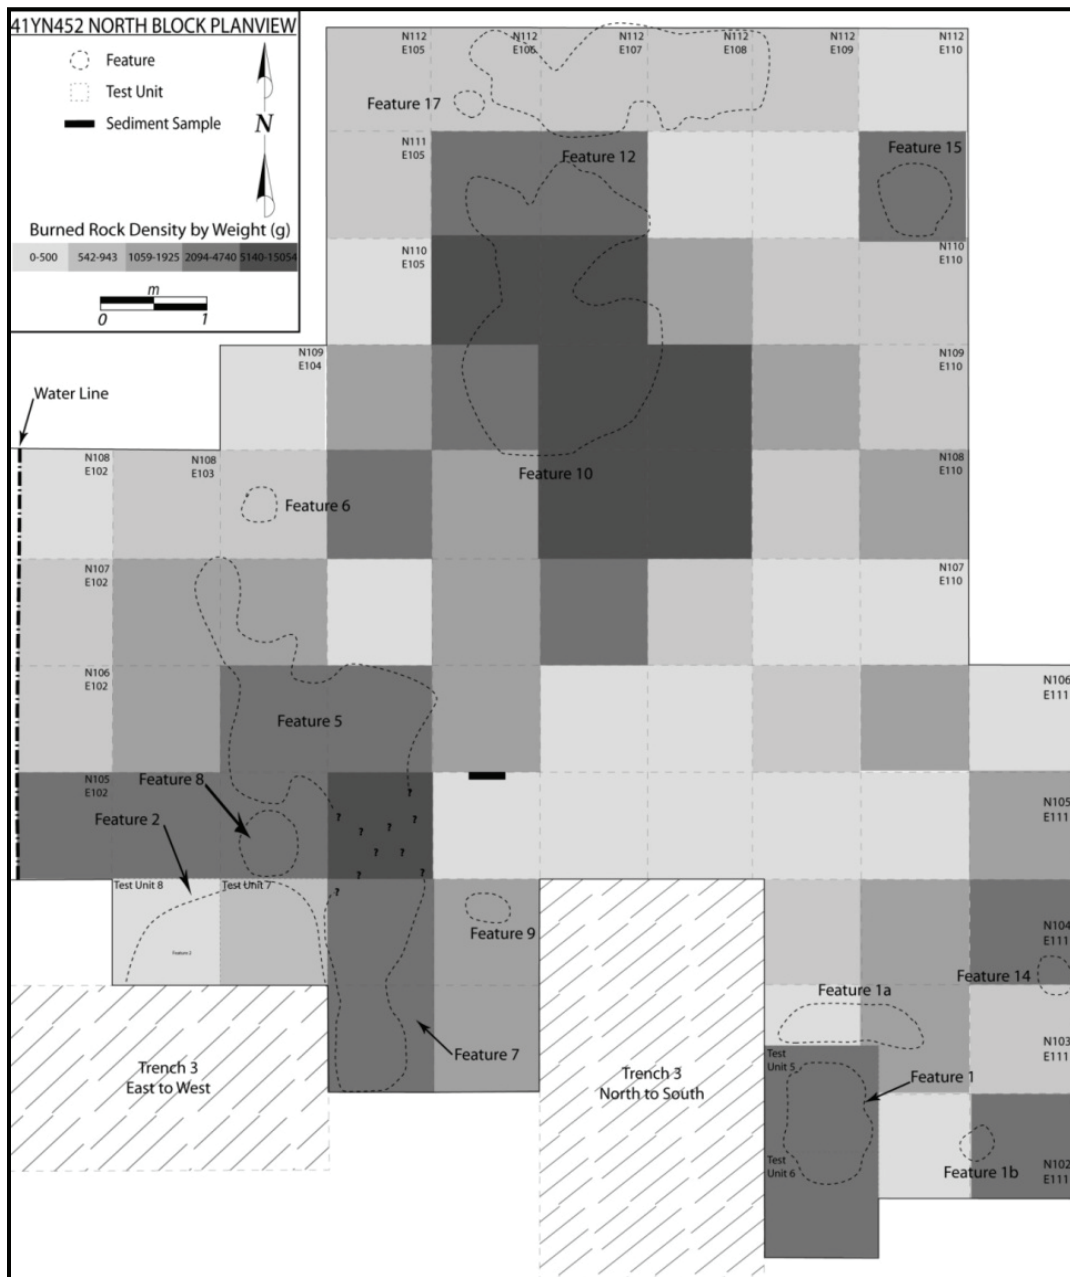 41YN452 NORTH BLOCK PLANVIEW
Feature
Test Unit
Sediment Sample
N
Burned Rock Density by Weight (g)
0-500 542-943 1059-1925 2094-4740 5140-15054
m
0 1
N112 E105
N112 E106
N112 E107
N112 E108
N112 E109
N112 E110
Feature 17
N111 E105
Feature 12
Feature 15
N110 E105
N110 E110
N109 E104
N109 E110
Water Line
N108 E102
N108 E103
Feature 10
N108 E110
Feature 6
N107 E102
N107 E110
N106 E102
N106 E111
Feature 5
N105 E102
Feature 8
N105 E111
Feature 2
?
?
?
?
?
?
?
?
?
?
Test Unit 8
Test Unit 7
Feature 2
Feature 9
N104 E111
Feature 14
Feature 1a
Trench 3
East to West
Feature 7
Trench 3
North to South
N103 E111
Test Unit 5
Feature 1
Test Unit 6
Feature 1b
N102 E111